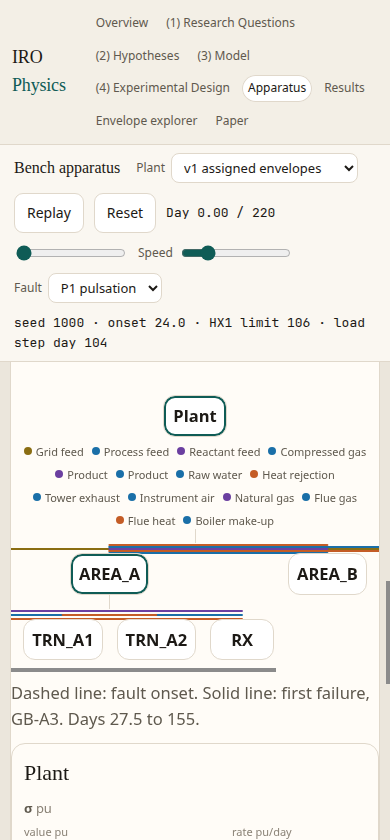 IRO
Physics
Overview (1) Research Questions
(2) Hypotheses (3) Model
(4) Experimental Design Apparatus Results
Envelope explorer Paper
Bench apparatus Plant v1 assigned envelopes
Replay Reset Day 0.00 / 220
Speed
Fault P1 pulsation
seed 1000 · onset 24.0 · HX1 limit 106 · load
step day 104
Plant
Grid feed Process feed Reactant feed Compressed gas
Product Product Raw water Heat rejection
Tower exhaust Instrument air Natural gas Flue gas
Flue heat Boiler make-up
AREA_A AREA_B
TRN_A1 TRN_A2 RX
Dashed line: fault onset. Solid line: first failure,
GB-A3. Days 27.5 to 155.
Plant
σ pu
value pu rate pu/day